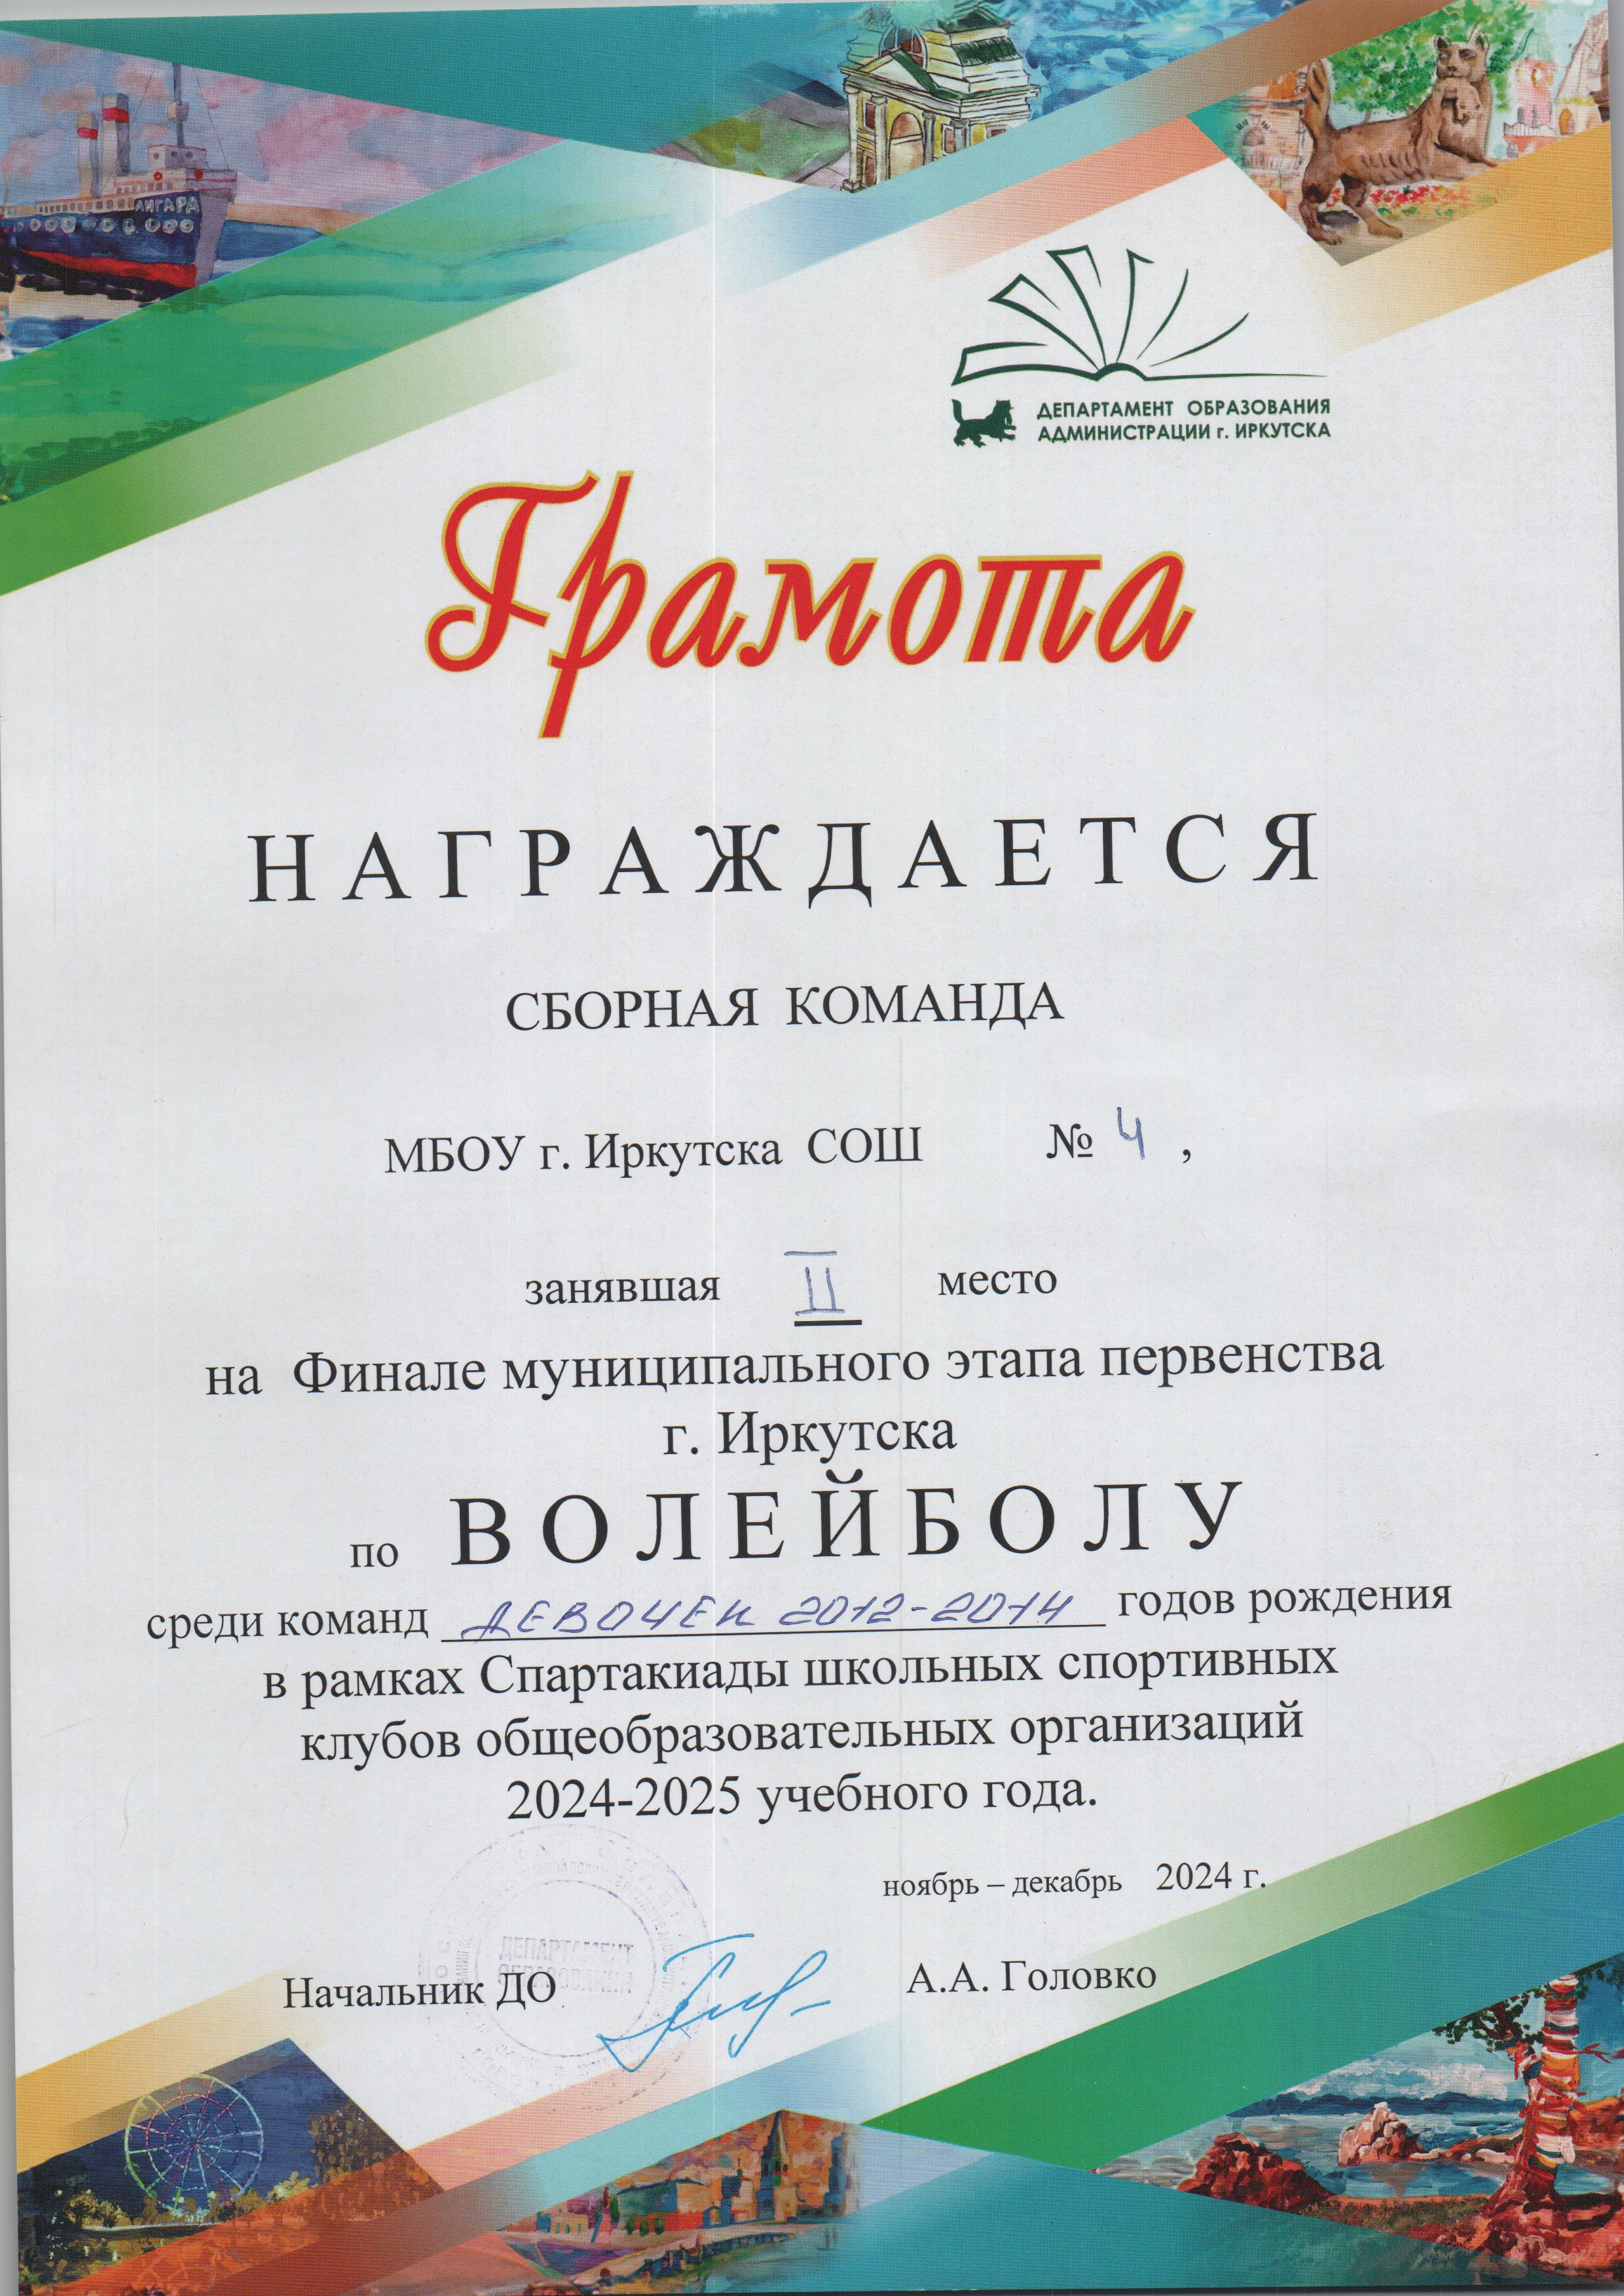 АНГАРА
ДЕПАРТАМЕНТ ОБРАЗОВАНИЯ
АДМИНИСТРАЦИИ г. ИРКУТСКА
Грамота
НАГРАЖДАЕТСЯ
СБОРНАЯ КОМАНДА
МБОУ г. Иркутска СОШ № 4 ,
занявшая II место
на Финале муниципального этапа первенства
г. Иркутска
по ВОЛЕЙБОЛУ
среди команд ДЕВОЧЕК 2012-2014 годов рождения
в рамках Спартакиады школьных спортивных
клубов общеобразовательных организаций
2024-2025 учебного года.
ноябрь – декабрь 2024 г.
ДЕПАРТАМЕНТ
ОБРАЗОВАНИЯ
Начальник ДО А.А. Головко